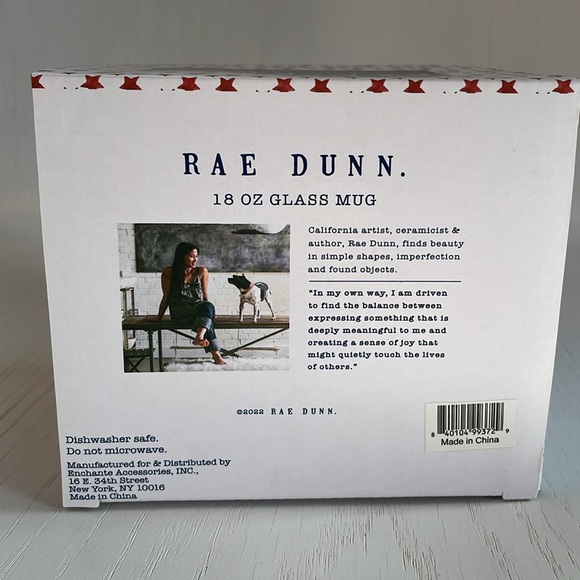 RAE DUNN.
18 OZ GLASS MUG
California artist, ceramicist &
author, Rae Dunn, finds beauty
in simple shapes, imperfection
and found objects.
"In my own way, I am driven
to find the balance between
expressing something that is
deeply meaningful to me and
creating a sense of joy that
might quietly touch the lives
of others."
©2022 RAE DUNN.
8 40104 99372 9
Made in China
Dishwasher safe.
Do not microwave.
Manufactured for & Distributed by
Enchante Accessories, INC.,
16 E. 34th Street
New York, NY 10016
Made in China